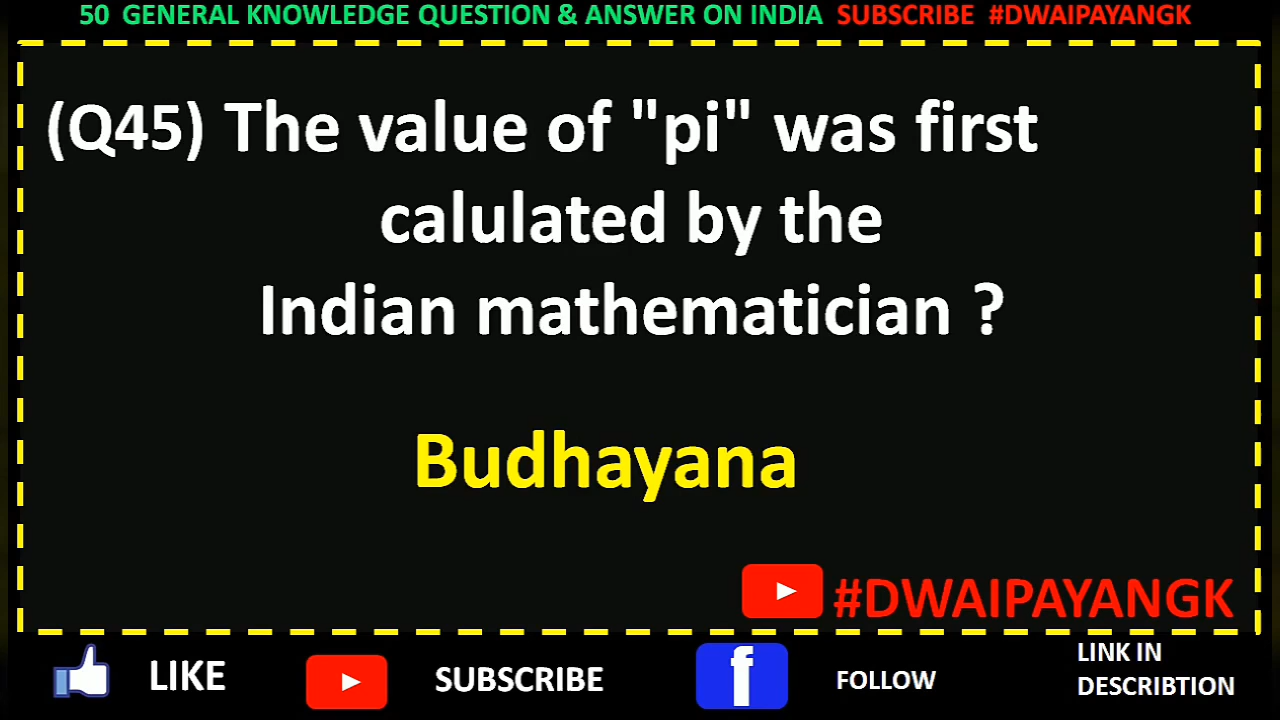 50 GENERAL KNOWLEDGE QUESTION & ANSWER ON INDIA SUBSCRIBE #DWAIPAYANGK
(Q45) The value of "pi" was first
calulated by the
Indian mathematician ?
Budhayana
#DWAIPAYANGK
LIKE
SUBSCRIBE
f
FOLLOW
LINK IN
DESCRIBTION